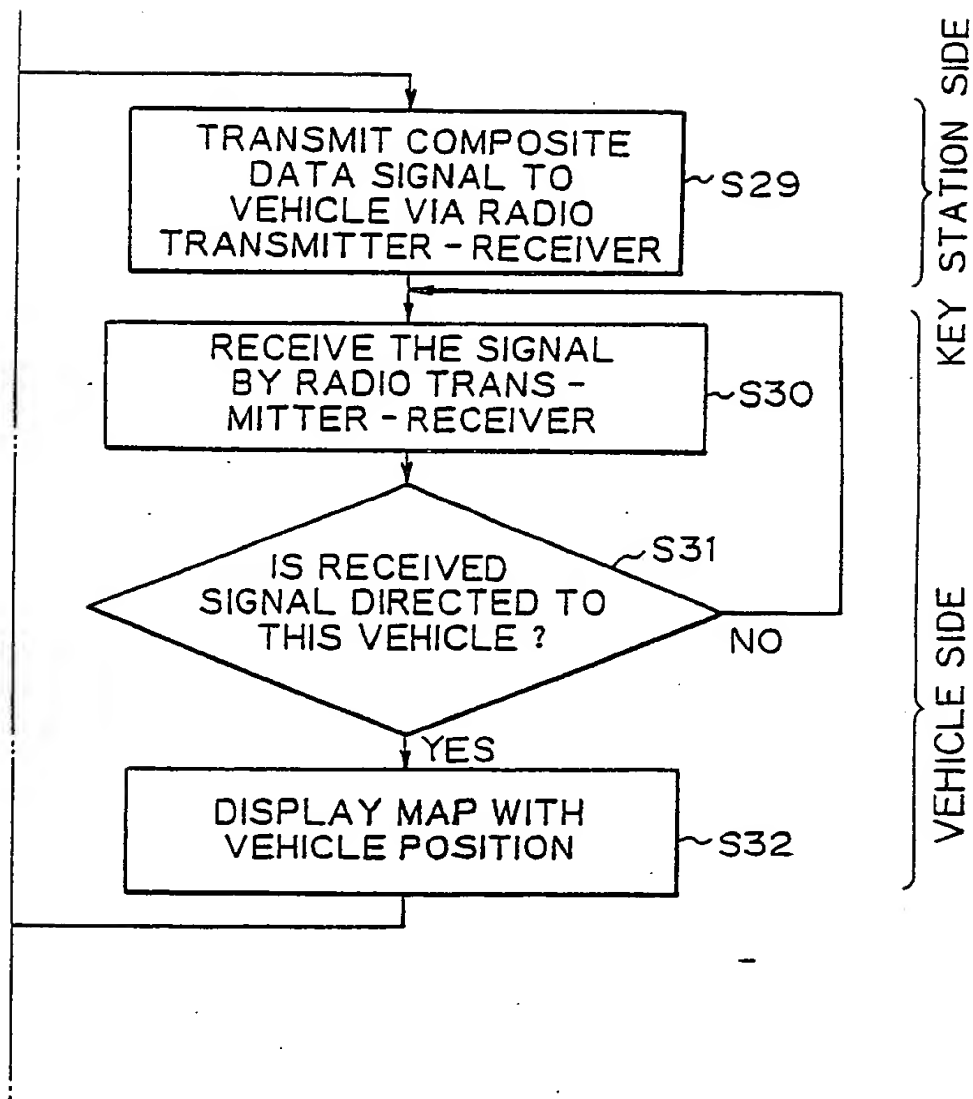 TRANSMIT COMPOSITE
DATA SIGNAL TO
VEHICLE VIA RADIO
TRANSMITTER - RECEIVER
S29
KEY STATION SIDE
RECEIVE THE SIGNAL
BY RADIO TRANS -
MITTER - RECEIVER
S30
IS RECEIVED
SIGNAL DIRECTED TO
THIS VEHICLE ?
S31
NO
YES
VEHICLE SIDE
DISPLAY MAP WITH
VEHICLE POSITION
S32